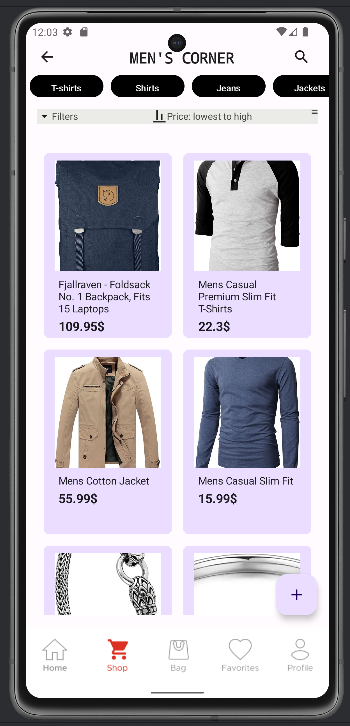 12:03
MEN'S CORNER
T-shirts Shirts Jeans Jackets
Filters Price: lowest to high
Fjallraven - Foldsack
No. 1 Backpack, Fits
15 Laptops
109.95$
Mens Casual
Premium Slim Fit
T-Shirts
22.3$
Mens Cotton Jacket
55.99$
Mens Casual Slim Fit
15.99$
+
Home Shop Bag Favorites Profile